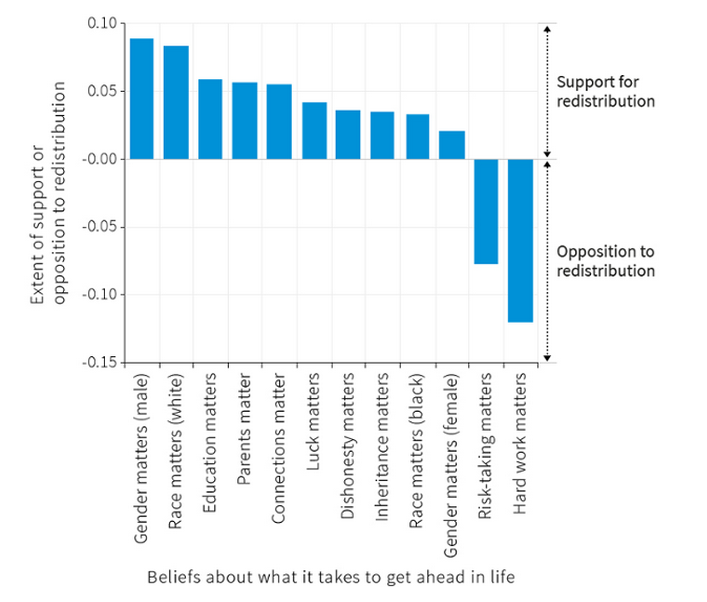 0.10
0.05
-0.00
-0.05
-0.10
-0.15
Extent of support or
opposition to redistribution
Support for
redistribution
Opposition to
redistribution
Gender matters (male)
Race matters (white)
Education matters
Parents matter
Connections matter
Luck matters
Dishonesty matters
Inheritance matters
Race matters (black)
Gender matters (female)
Risk-taking matters
Hard work matters
Beliefs about what it takes to get ahead in life